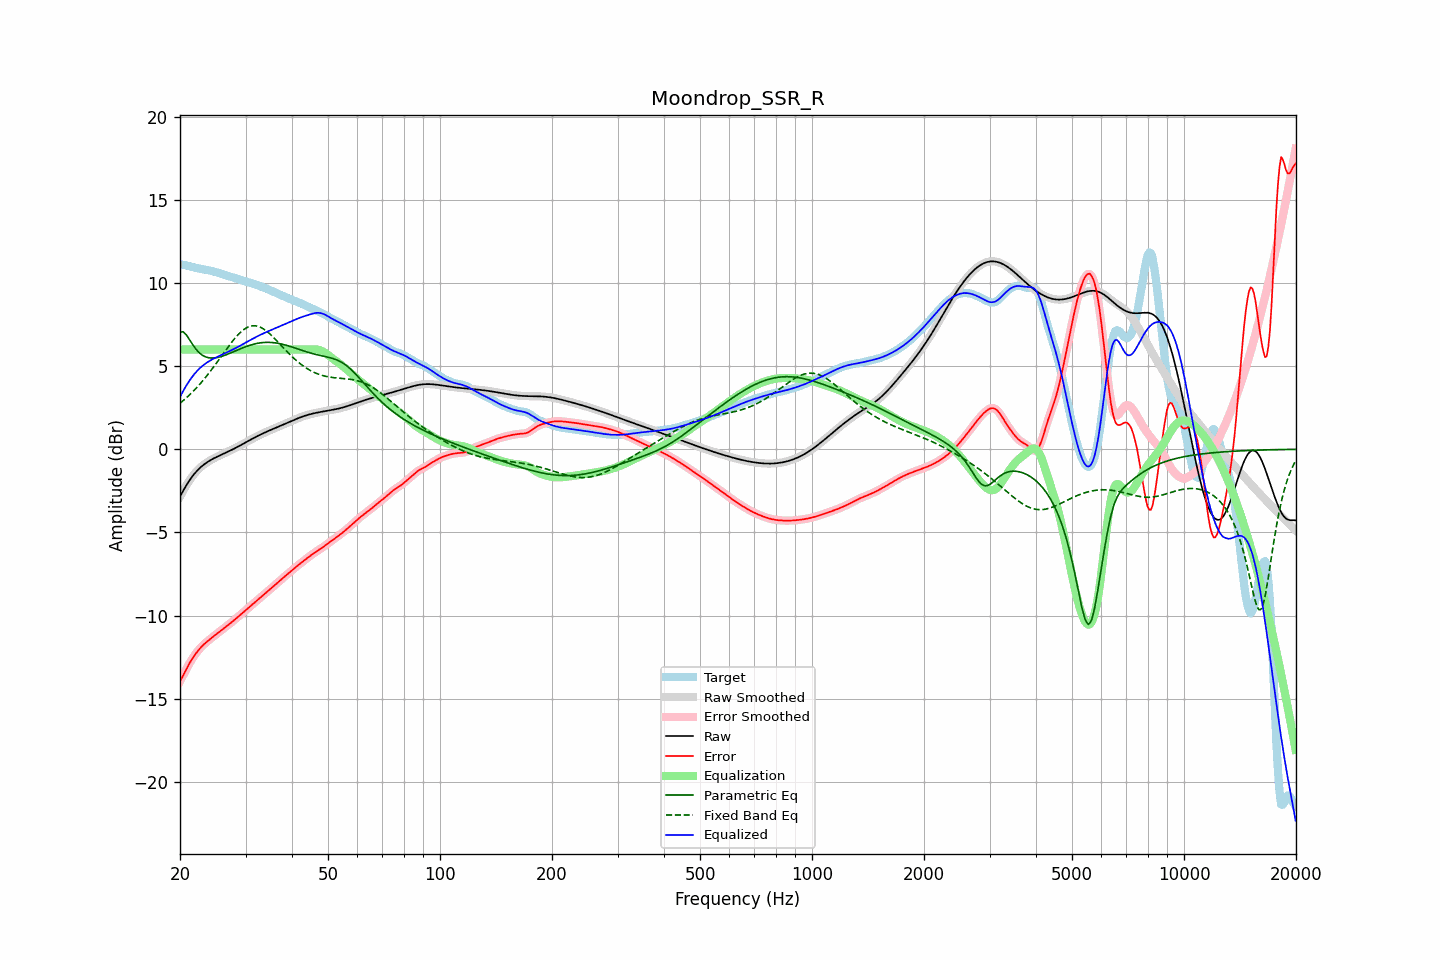 Moondrop_SSR_R
20
15
10
5
0
−5
−10
−15
−20
Amplitude (dBr)
20
50
100
200
500
1000
2000
5000
10000
20000
Frequency (Hz)
Target
Raw Smoothed
Error Smoothed
Raw
Error
Equalization
Parametric Eq
Fixed Band Eq
Equalized